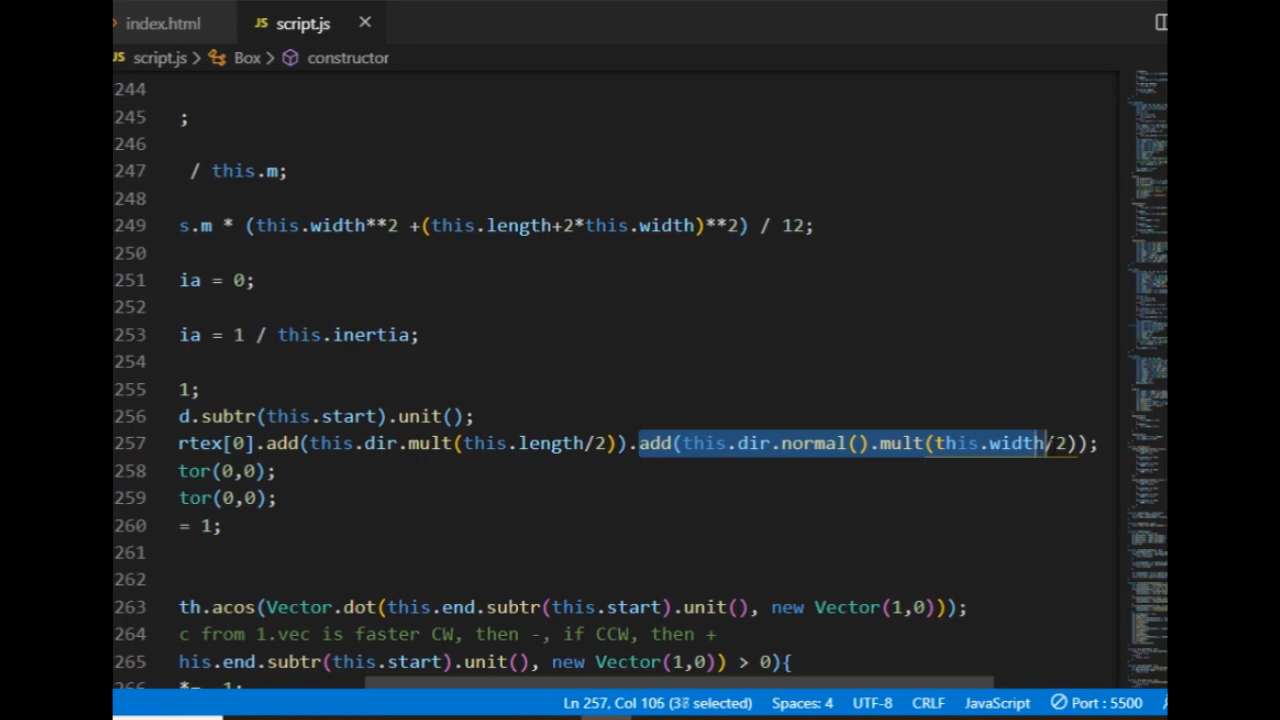 index.html JS script.js ×
JS script.js > Box > constructor
244
245 ;
246
247 / this.m;
248
249 s.m * (this.width**2 +(this.length+2*this.width)**2) / 12;
250
251 ia = 0;
252
253 ia = 1 / this.inertia;
254
255 1;
256 d.subtr(this.start).unit();
257 rtex[0].add(this.dir.mult(this.length/2)).add(this.dir.normal().mult(this.width/2));
258 tor(0,0);
259 tor(0,0);
260 = 1;
261
262
263 th.acos(Vector.dot(this.end.subtr(this.start).unit(), new Vector(1,0)));
264 c from 1.vec is faster CW, then -, if CCW, then +
265 his.end.subtr(this.start).unit(), new Vector(1,0)) > 0){
Ln 257, Col 106 ( selected) Spaces: 4 UTF-8 CRLF JavaScript Port : 5500